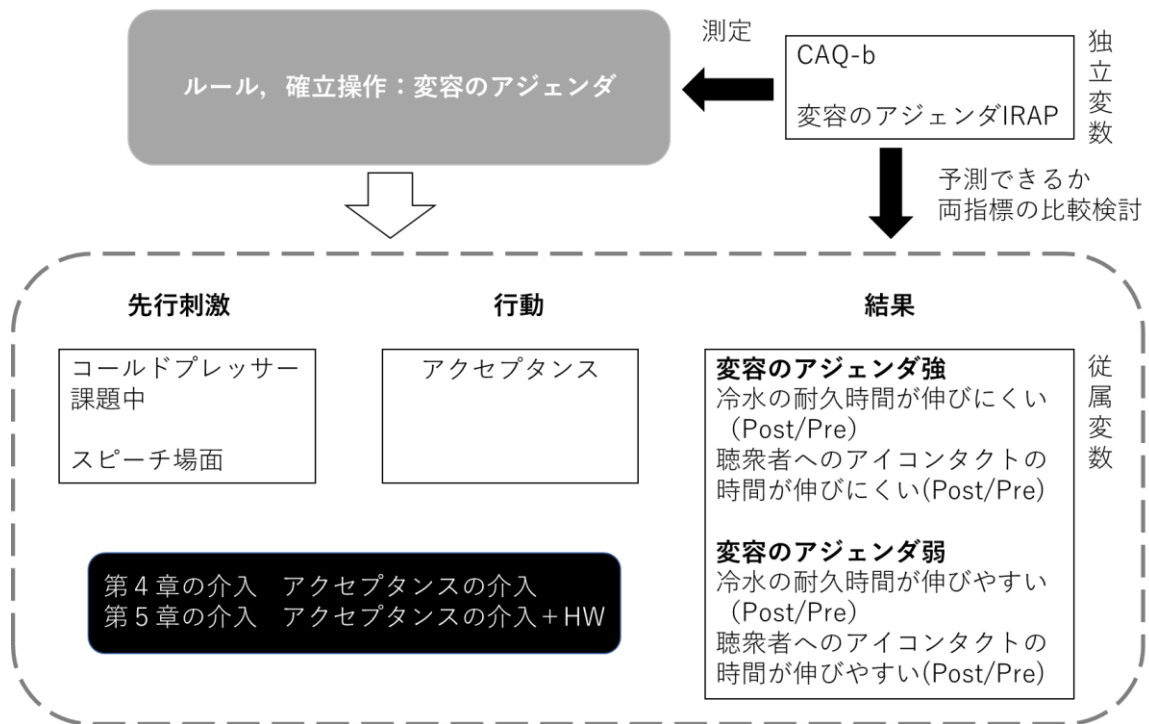 ルール，確立操作：変容のアジェンダ
測定
CAQ-b
変容のアジェンダIRAP
独立変数
予測できるか
両指標の比較検討
先行刺激
コールドプレッサー
課題中
スピーチ場面
行動
アクセプタンス
結果
変容のアジェンダ強
冷水の耐久時間が伸びにくい
（Post/Pre）
聴衆者へのアイコンタクトの
時間が伸びにくい(Post/Pre)
変容のアジェンダ弱
冷水の耐久時間が伸びやすい
（Post/Pre）
聴衆者へのアイコンタクトの
時間が伸びやすい(Post/Pre)
従属変数
第４章の介入　アクセプタンスの介入
第５章の介入　アクセプタンスの介入＋HW